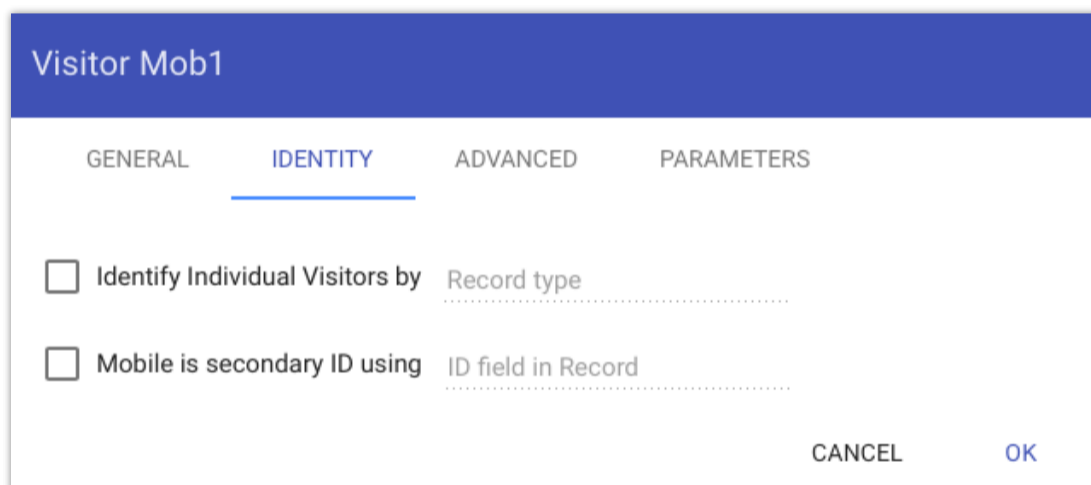 Visitor Mob1
GENERAL IDENTITY ADVANCED PARAMETERS
Identify Individual Visitors by Record type
Mobile is secondary ID using ID field in Record
CANCEL OK